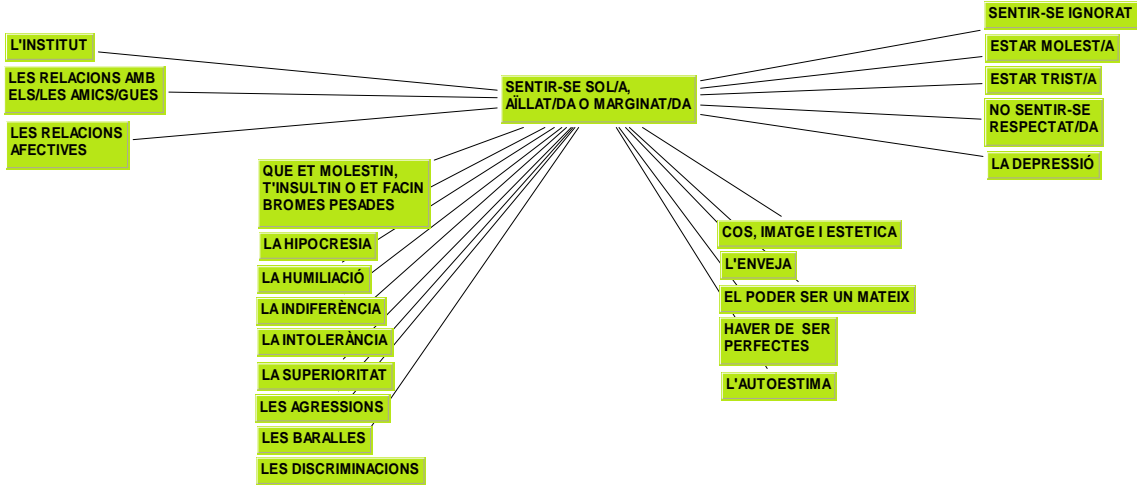 L'INSTITUT
LES RELACIONS AMB
ELS/LES AMICS/GUES
LES RELACIONS
AFECTIVES
SENTIR-SE SOL/A,
AÏLLAT/DA O MARGINAT/DA
SENTIR-SE IGNORAT
ESTAR MOLEST/A
ESTAR TRIST/A
NO SENTIR-SE
RESPECTAT/DA
LA DEPRESSIÓ
QUE ET MOLESTIN,
T'INSULTIN O ET FACIN
BROMES PESADES
LA HIPOCRESIA
LA HUMILIACIÓ
LA INDIFERÈNCIA
LA INTOLERÀNCIA
LA SUPERIORITAT
LES AGRESSIONS
LES BARALLES
LES DISCRIMINACIONS
COS, IMATGE I ESTETICA
L'ENVEJA
EL PODER SER UN MATEIX
HAVER DE SER
PERFECTES
L'AUTOESTIMA